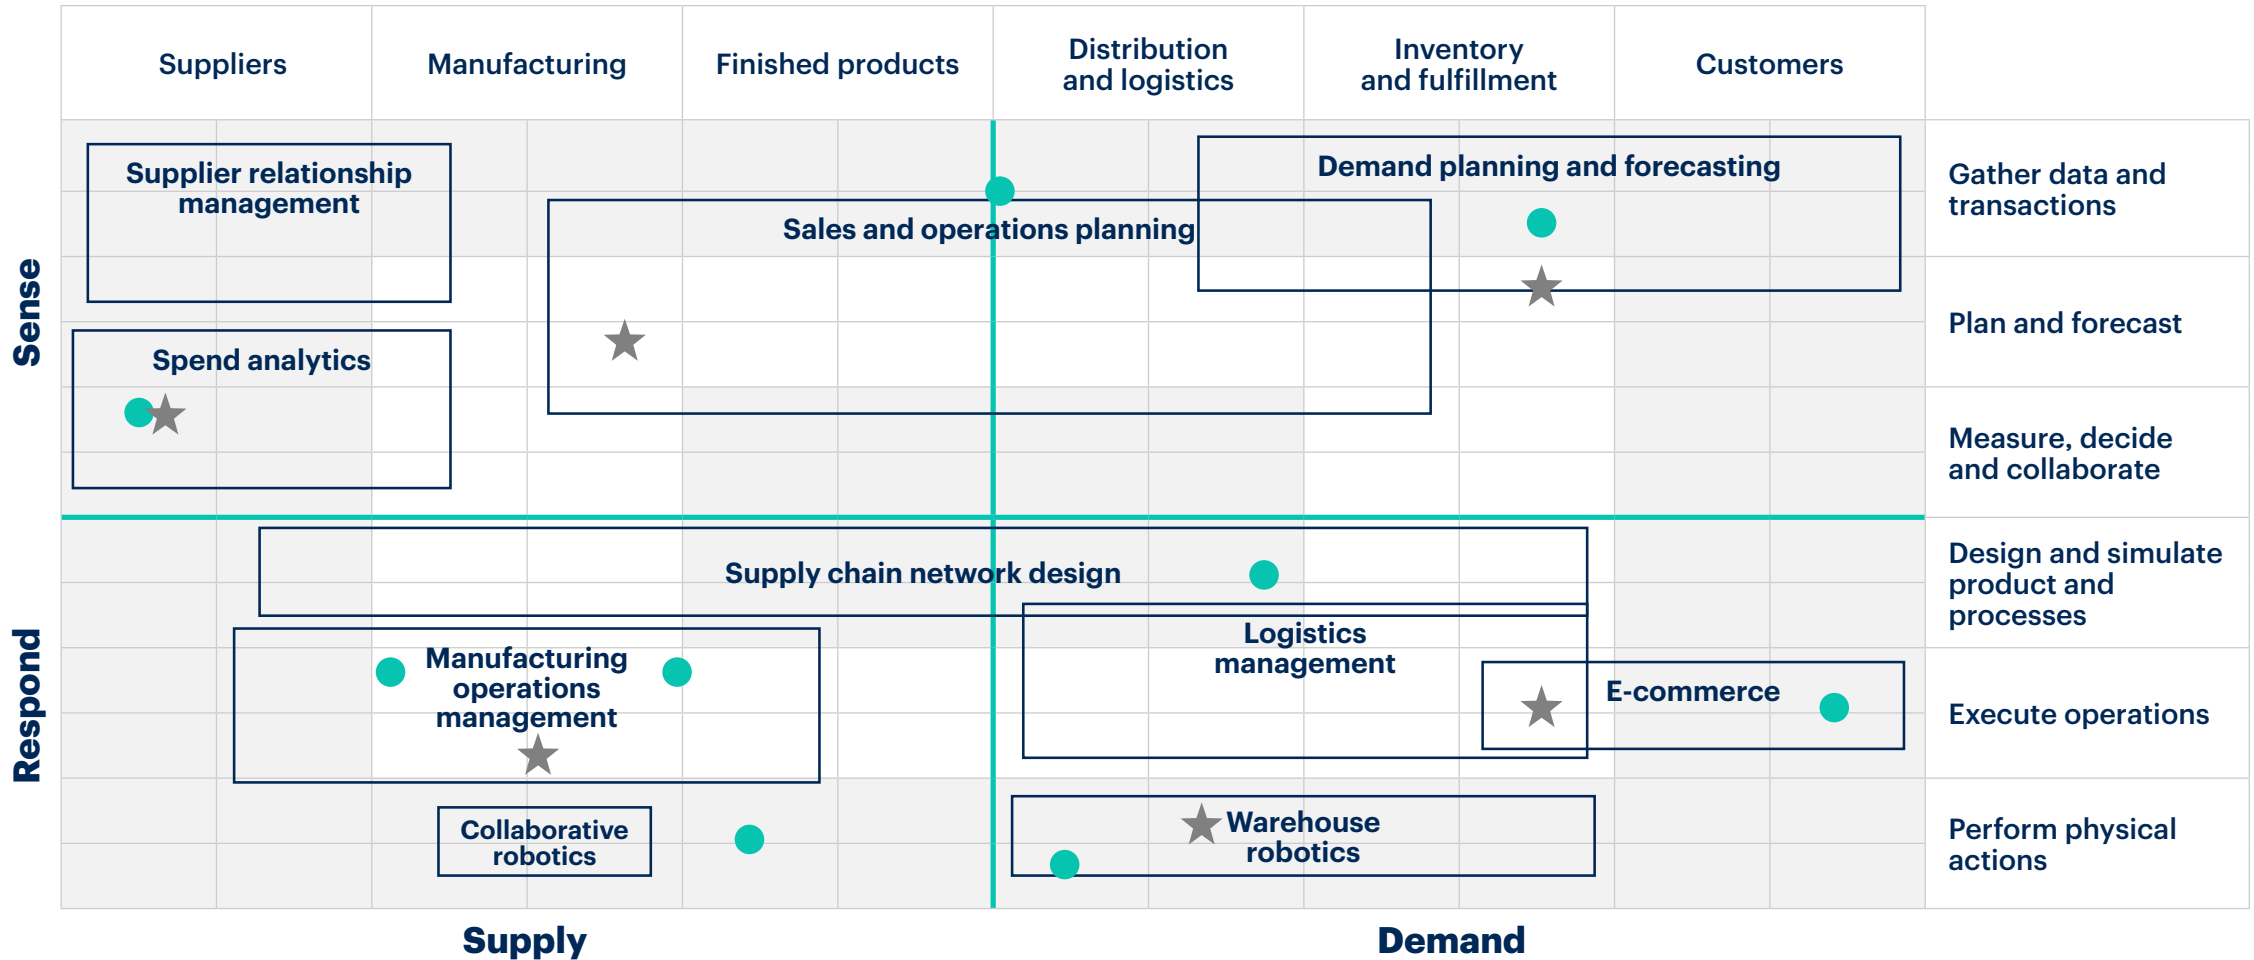 Suppliers
Manufacturing
Finished products
Distribution
and logistics
Inventory
and fulfillment
Customers
Sense
Supplier relationship
management
Demand planning and forecasting
Gather data and
transactions
Sales and operations planning
Plan and forecast
Spend analytics
Measure, decide
and collaborate
Respond
Supply chain network design
Design and simulate
product and
processes
Manufacturing
operations
management
Logistics
management
E-commerce
Execute operations
Collaborative
robotics
Warehouse
robotics
Perform physical
actions
Supply
Demand